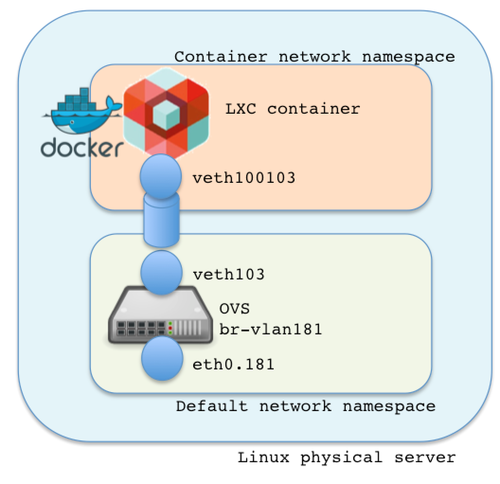 Container network namespace
LXC container
docker
veth100103
veth103
OVS
br-vlan181
eth0.181
Default network namespace
Linux physical server